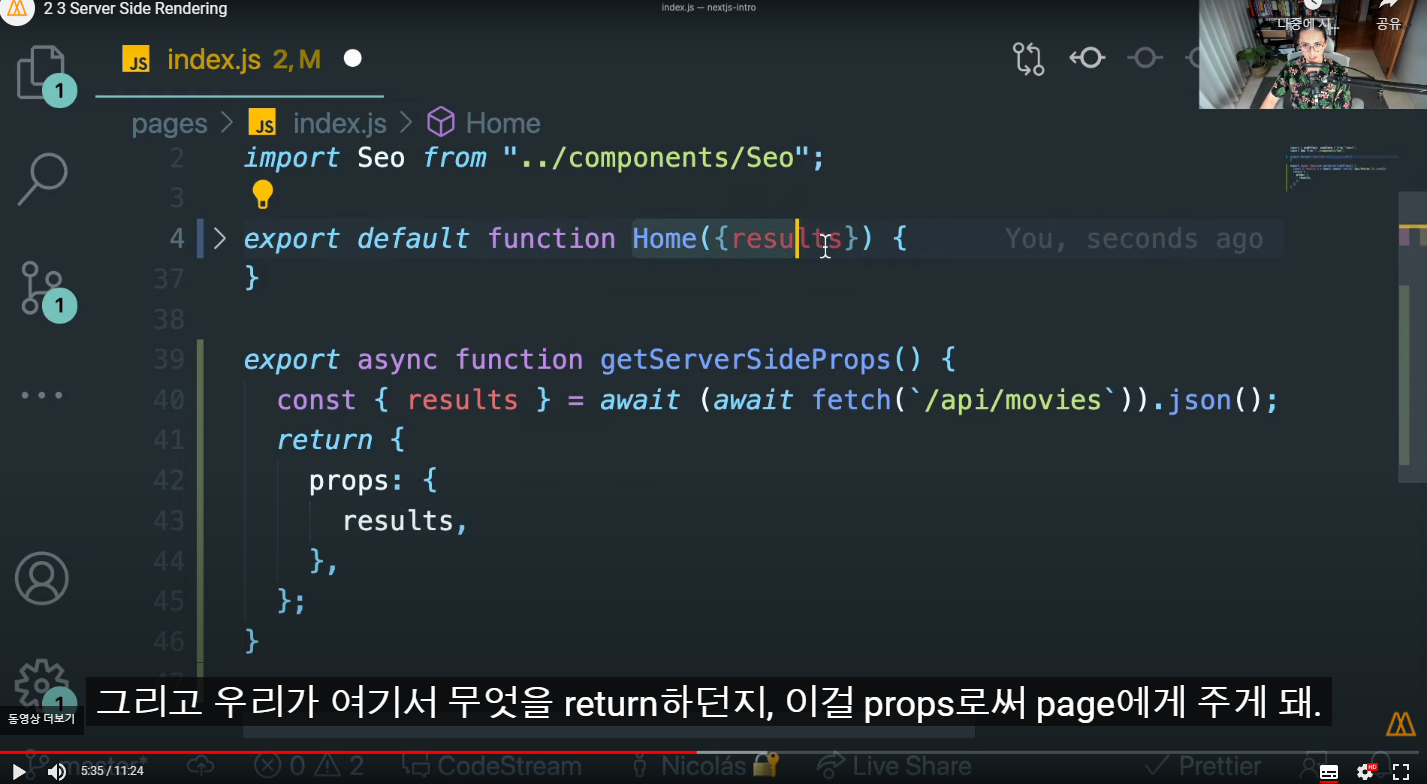 2 3 Server Side Rendering
index.js — nextjs-intro
나중에 시...
공유
JS index.js 2, M
1
pages > JS index.js > Home
2 import Seo from "../components/Seo";
3
4 export default function Home({results}) { You, seconds ago
37 }
38
39 export async function getServerSideProps() {
40 const { results } = await (await fetch(`/api/movies`)).json();
41 return {
42 props: {
43 results,
44 },
45 };
46 }
1
1
동영상 더보기
그리고 우리가 여기서 무엇을 return하던지, 이걸 props로써 page에게 주게 돼.
master* 0 2 CodeStream Nicolás Live Share Prettier
5:35 / 11:24
HD